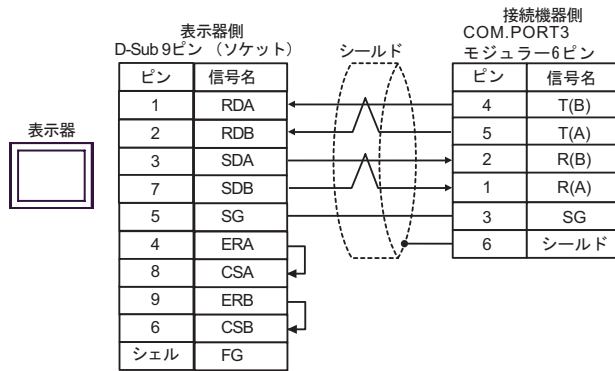 表示器側
D-Sub 9ピン （ソケット）
シールド
接続機器側
COM.PORT3
モジュラー6ピン
表示器
ピン 信号名
1 RDA
2 RDB
3 SDA
7 SDB
5 SG
4 ERA
8 CSA
9 ERB
6 CSB
シェル FG
ピン 信号名
4 T(B)
5 T(A)
2 R(B)
1 R(A)
3 SG
6 シールド